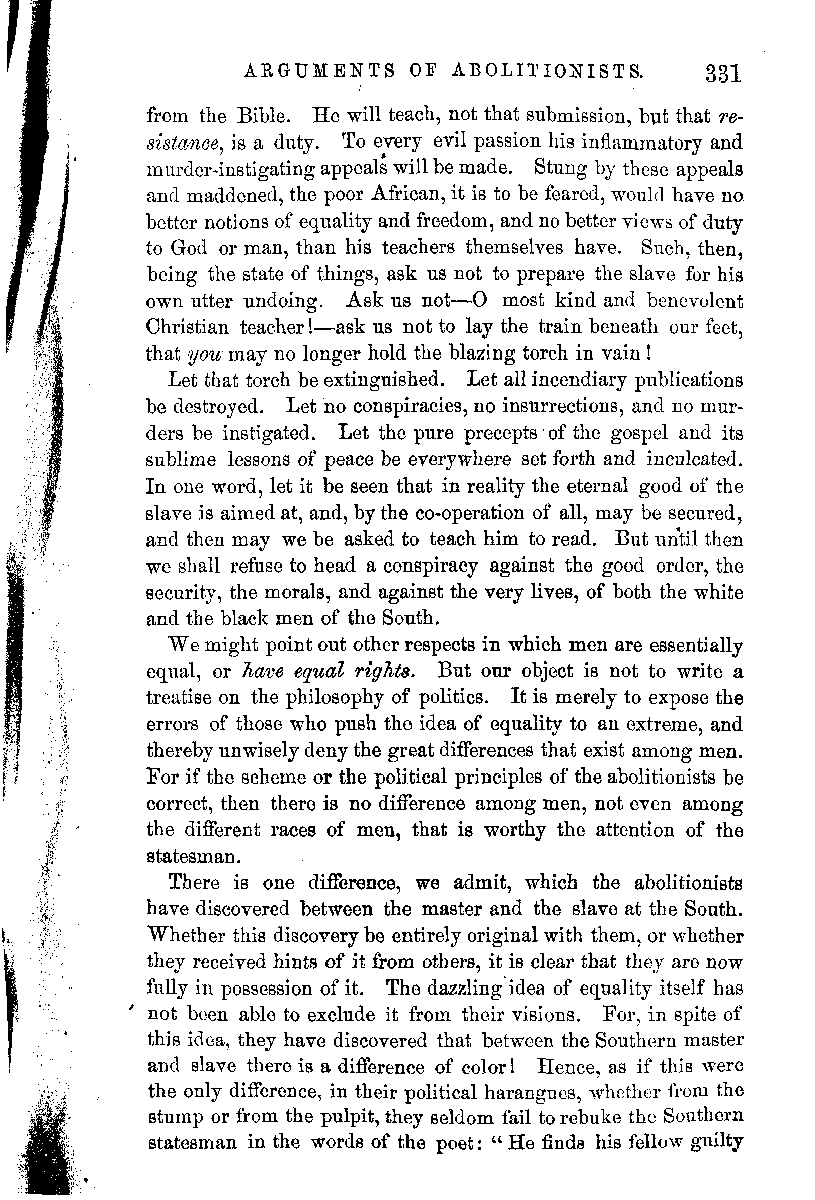 ARGUMENTS OF ABOLITIONISTS. 331
from the Bible. He will teach, not that submission, but that re-
sistance, is a duty. To every evil passion his inflammatory and
murder-instigating appeals will be made. Stung by these appeals
and maddened, the poor African, it is to be feared, would have no
better notions of equality and freedom, and no better views of duty
to God or man, than his teachers themselves have. Such, then,
being the state of things, ask us not to prepare the slave for his
own utter undoing. Ask us not—O most kind and benevolent
Christian teacher!—ask us not to lay the train beneath our feet,
that you may no longer hold the blazing torch in vain!
Let that torch be extinguished. Let all incendiary publications
be destroyed. Let no conspiracies, no insurrections, and no mur-
ders be instigated. Let the pure precepts of the gospel and its
sublime lessons of peace be everywhere set forth and inculcated.
In one word, let it be seen that in reality the eternal good of the
slave is aimed at, and, by the co-operation of all, may be secured,
and then may we be asked to teach him to read. But until then
we shall refuse to head a conspiracy against the good order, the
security, the morals, and against the very lives, of both the white
and the black men of the South.
We might point out other respects in which men are essentially
equal, or have equal rights. But our object is not to write a
treatise on the philosophy of politics. It is merely to expose the
errors of those who push the idea of equality to an extreme, and
thereby unwisely deny the great differences that exist among men.
For if the scheme or the political principles of the abolitionists be
correct, then there is no difference among men, not even among
the different races of men, that is worthy the attention of the
statesman.
There is one difference, we admit, which the abolitionists
have discovered between the master and the slave at the South.
Whether this discovery be entirely original with them, or whether
they received hints of it from others, it is clear that they are now
fully in possession of it. The dazzling idea of equality itself has
not been able to exclude it from their visions. For, in spite of
this idea, they have discovered that between the Southern master
and slave there is a difference of color! Hence, as if this were
the only difference, in their political harangues, whether from the
stump or from the pulpit, they seldom fail to rebuke the Southern
statesman in the words of the poet: "He finds his fellow guilty